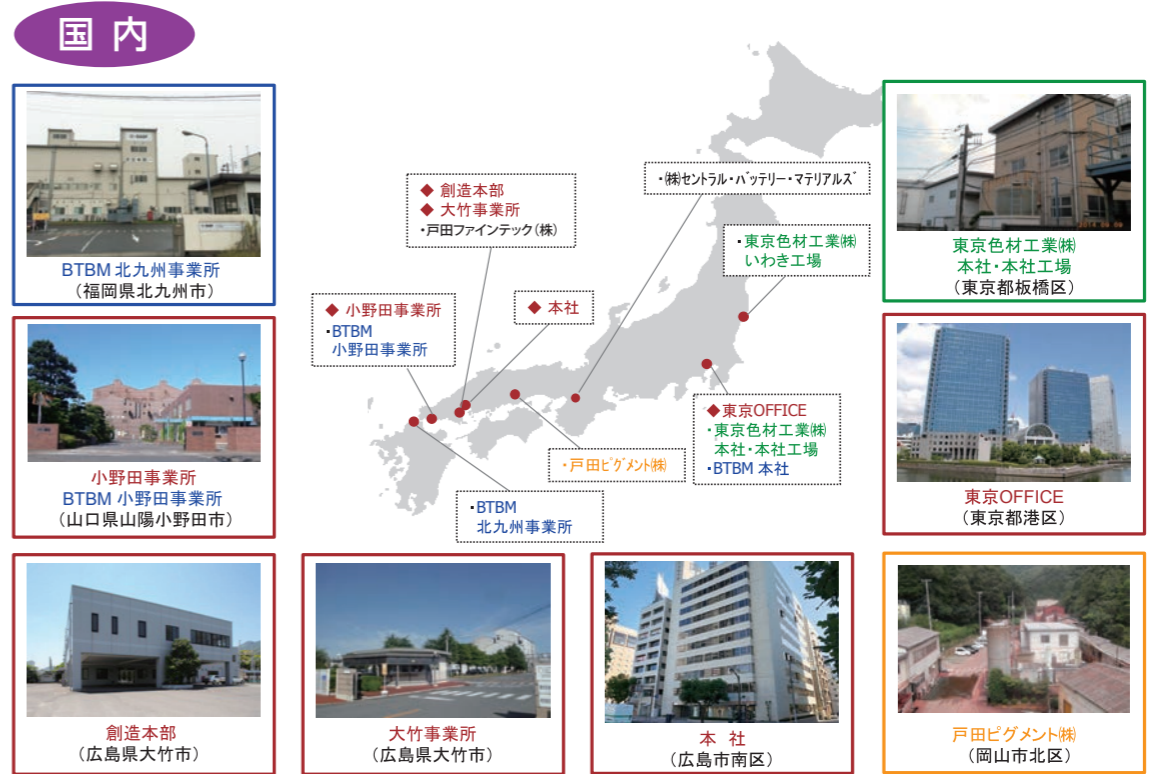 国 内
BTBM 北九州事業所
（福岡県北九州市）
小野田事業所
BTBM 小野田事業所
（山口県山陽小野田市）
◆ 創造本部
◆ 大竹事業所
・戸田ファインテック（株）
◆ 小野田事業所
・BTBM
小野田事業所
◆ 本社
・㈱セントラル・バッテリー・マテリアルズ
・東京色材工業㈱
いわき工場
◆東京OFFICE
・東京色材工業㈱
本社・本社工場
・BTBM 本社
・戸田ピグメント㈱
・BTBM
北九州事業所
東京色材工業㈱
本社・本社工場
（東京都板橋区）
東京OFFICE
（東京都港区）
創造本部
（広島県大竹市）
大竹事業所
（広島県大竹市）
本 社
（広島市南区）
戸田ピグメント㈱
（岡山市北区）